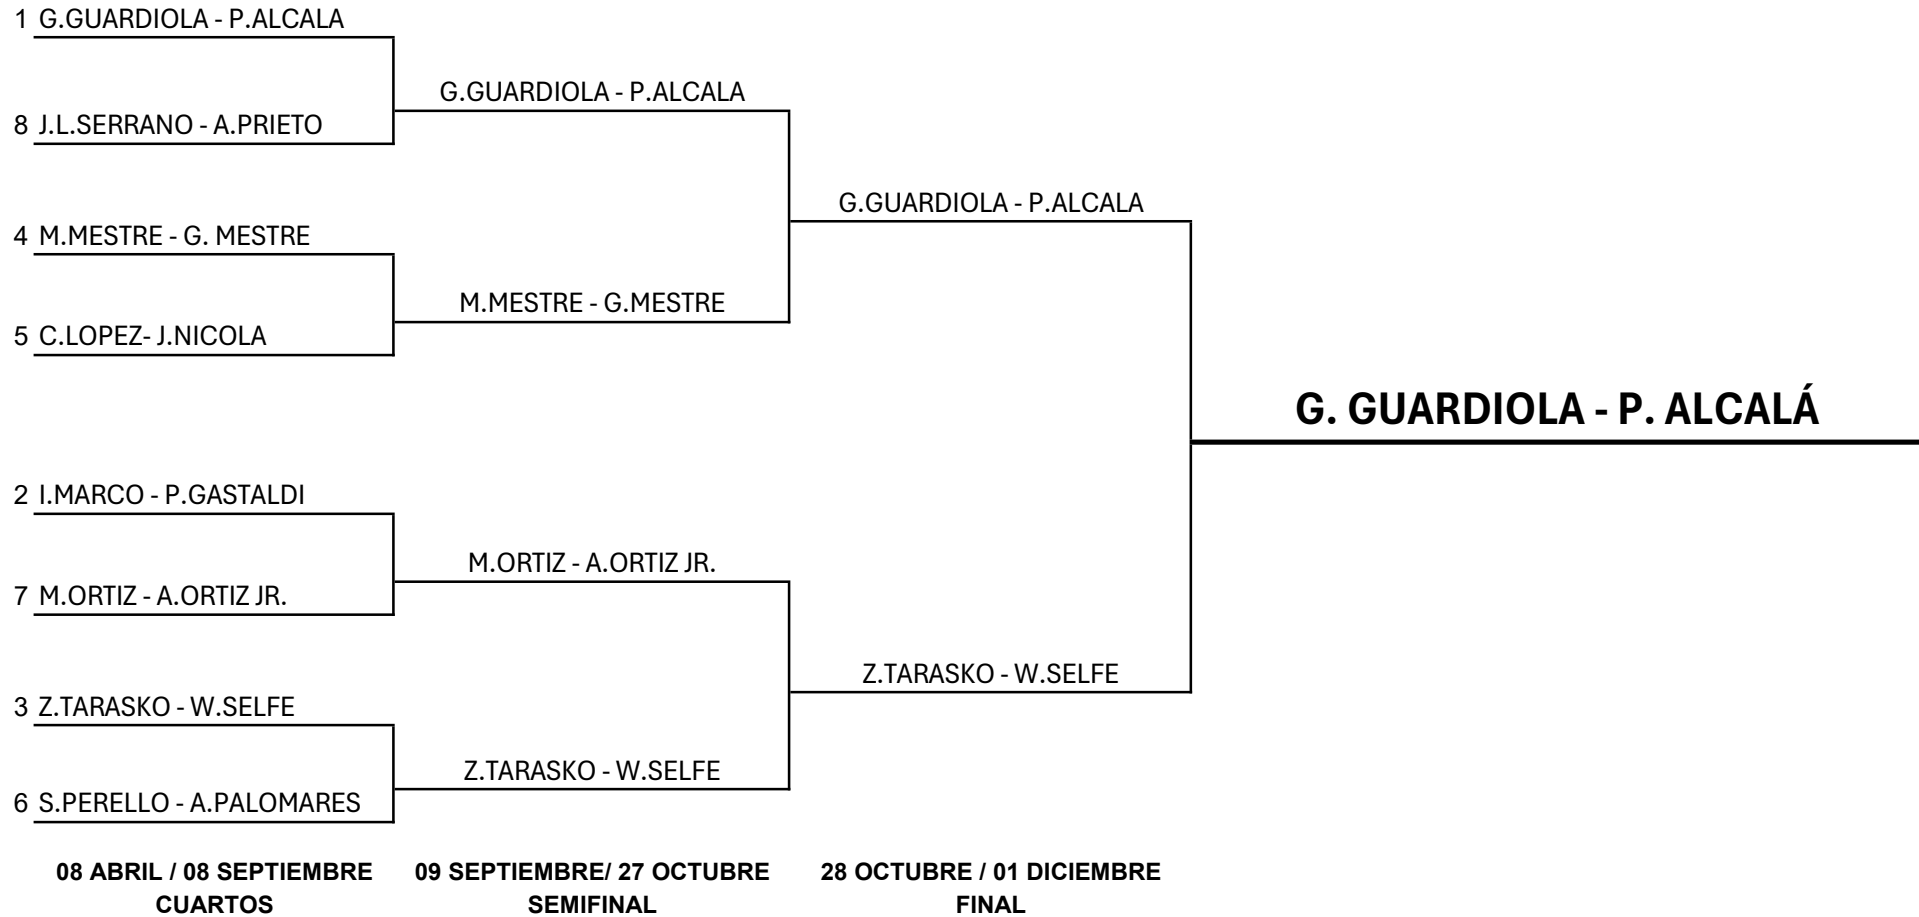 1 G.GUARDIOLA - P.ALCALA
G.GUARDIOLA - P.ALCALA
8 J.L.SERRANO - A.PRIETO
G.GUARDIOLA - P.ALCALA
4 M.MESTRE - G. MESTRE
M.MESTRE - G.MESTRE
5 C.LOPEZ- J.NICOLA
G. GUARDIOLA - P. ALCALÁ
2 I.MARCO - P.GASTALDI
M.ORTIZ - A.ORTIZ JR.
7 M.ORTIZ - A.ORTIZ JR.
Z.TARASKO - W.SELFE
3 Z.TARASKO - W.SELFE
Z.TARASKO - W.SELFE
6 S.PERELLO - A.PALOMARES
08 ABRIL / 08 SEPTIEMBRE
CUARTOS
09 SEPTIEMBRE/ 27 OCTUBRE
SEMIFINAL
28 OCTUBRE / 01 DICIEMBRE
FINAL